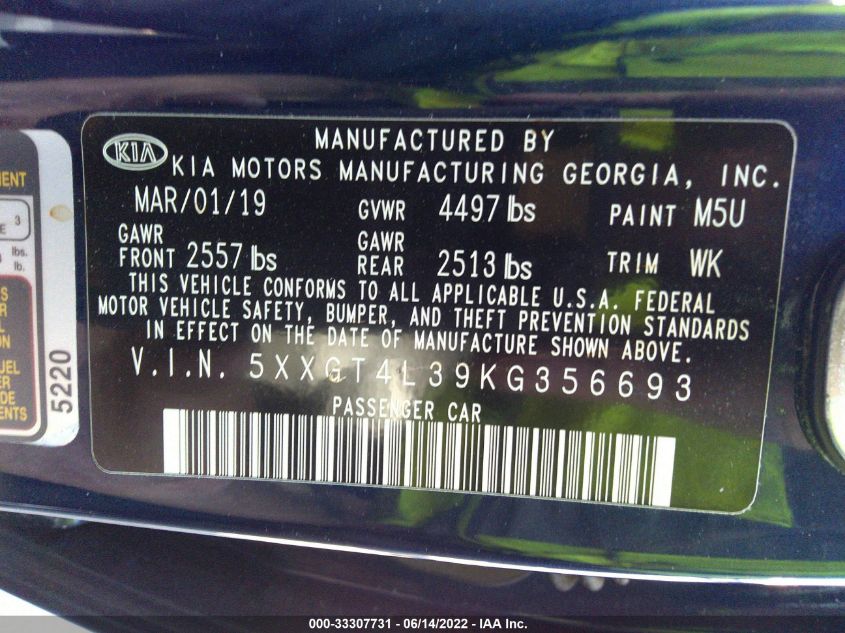 MANUFACTURED BY
KIA KIA MOTORS MANUFACTURING GEORGIA, INC.
MAR/01/19 GVWR 4497 lbs PAINT M5U
GAWR GAWR
FRONT 2557 lbs REAR 2513 lbs TRIM WK
THIS VEHICLE CONFORMS TO ALL APPLICABLE U.S.A. FEDERAL
MOTOR VEHICLE SAFETY, BUMPER, AND THEFT PREVENTION STANDARDS
IN EFFECT ON THE DATE OF MANUFACTURE SHOWN ABOVE.
V.I.N. 5XXGT4L39KG356693
PASSENGER CAR
3
lbs.
lb.
5220
000-33307731 - 06/14/2022 - IAA Inc.